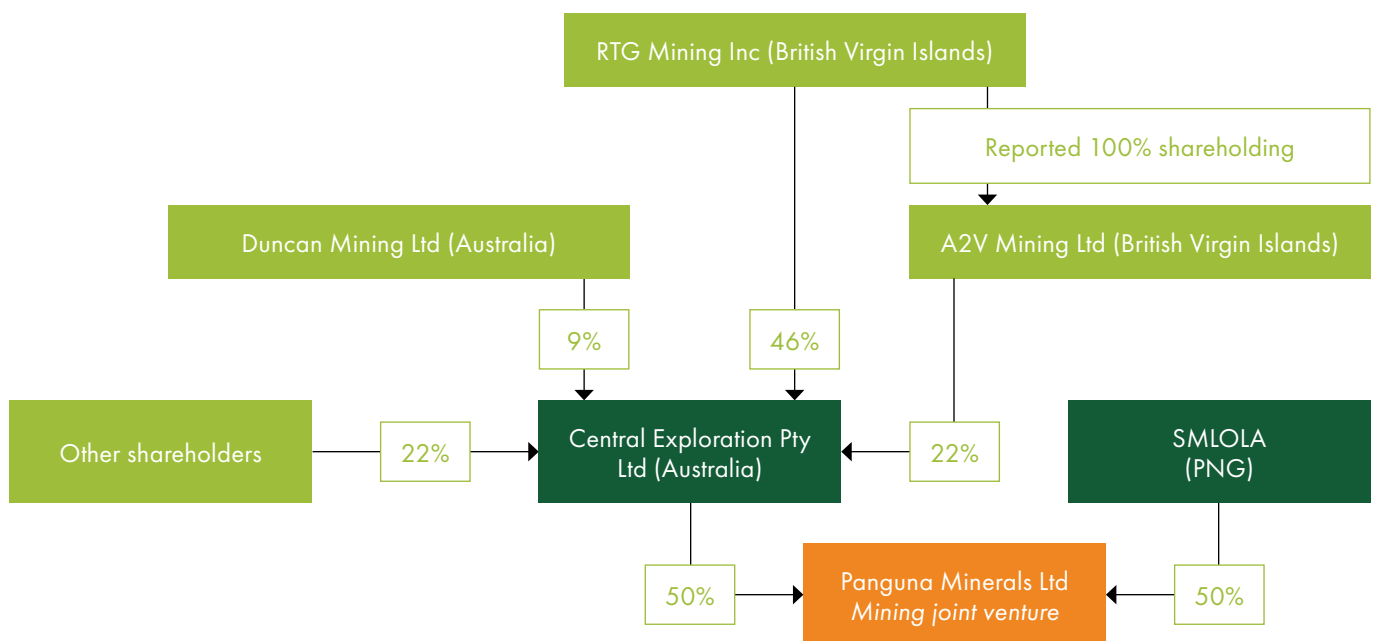 RTG Mining Inc (British Virgin Islands)
Reported 100% shareholding
Duncan Mining Ltd (Australia)
A2V Mining Ltd (British Virgin Islands)
9%
46%
Other shareholders
22%
Central Exploration Pty
Ltd (Australia)
22%
SMLOLA
(PNG)
50%
Panguna Minerals Ltd
Mining joint venture
50%